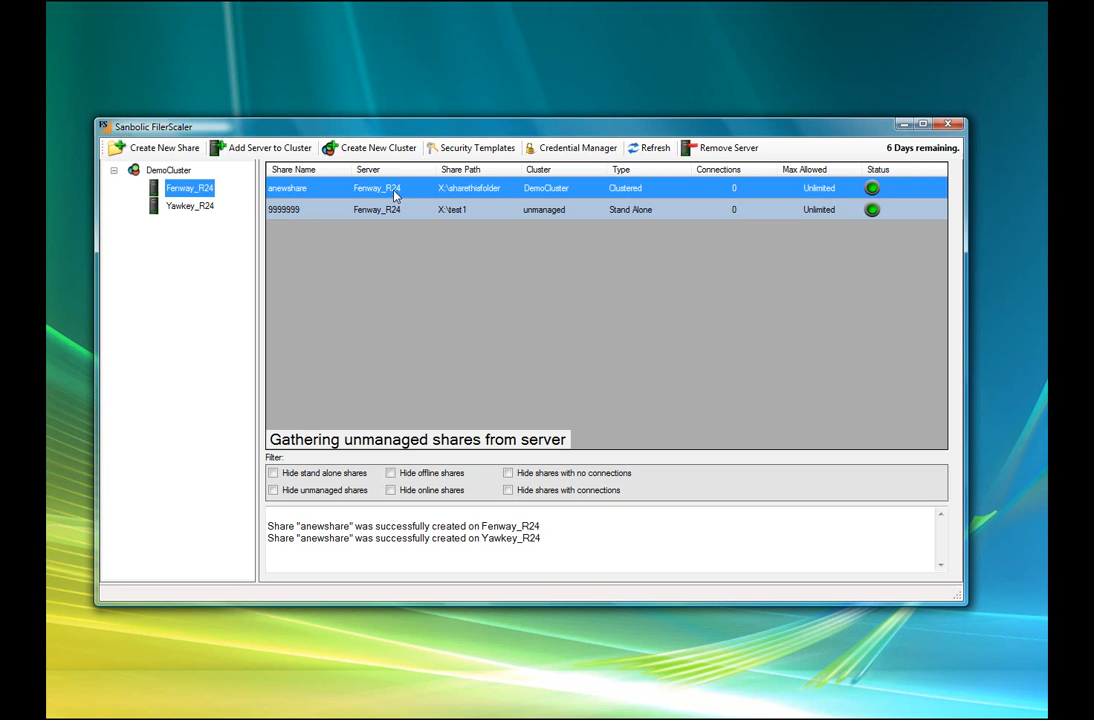 FS Sanbolic FilerScaler
Create New Share Add Server to Cluster Create New Cluster Security Templates Credential Manager Refresh Remove Server 6 Days remaining.
DemoCluster
Fenway_R24
Yawkey_R24
Share Name Server Share Path Cluster Type Connections Max Allowed Status
anewshare Fenway_R24 X:\sharethisfolder DemoCluster Clustered 0 Unlimited
9999999 Fenway_R24 X:\test1 unmanaged Stand Alone 0 Unlimited
Gathering unmanaged shares from server
Filter:
Hide stand alone shares Hide offline shares Hide shares with no connections
Hide unmanaged shares Hide online shares Hide shares with connections
Share "anewshare" was successfully created on Fenway_R24
Share "anewshare" was successfully created on Yawkey_R24